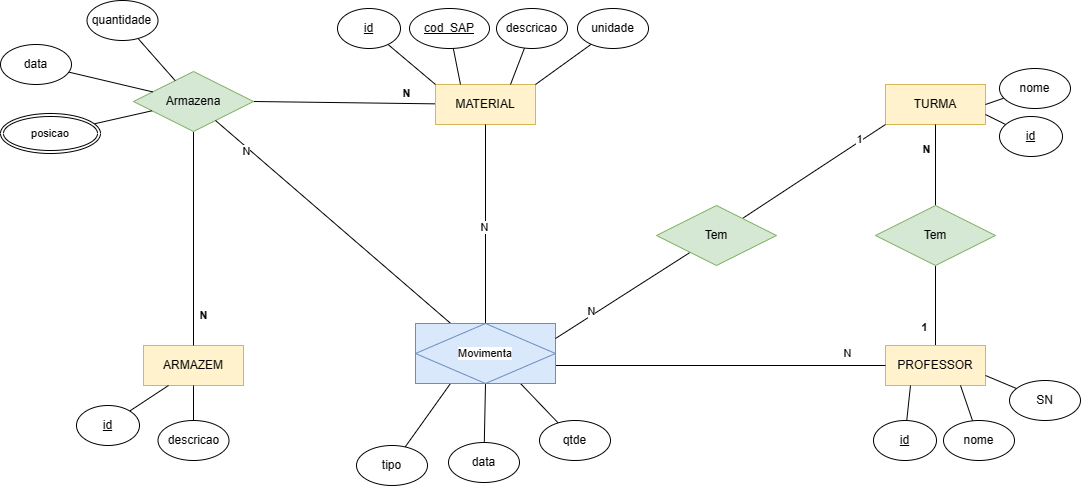 quantidade
id
cod_SAP
descricao
unidade
data
nome
Armazena
N
MATERIAL
TURMA
posicao
id
1
N
N
N
Tem
Tem
N
N
1
Movimenta
N
ARMAZEM
PROFESSOR
SN
id
descricao
id
nome
qtde
tipo
data